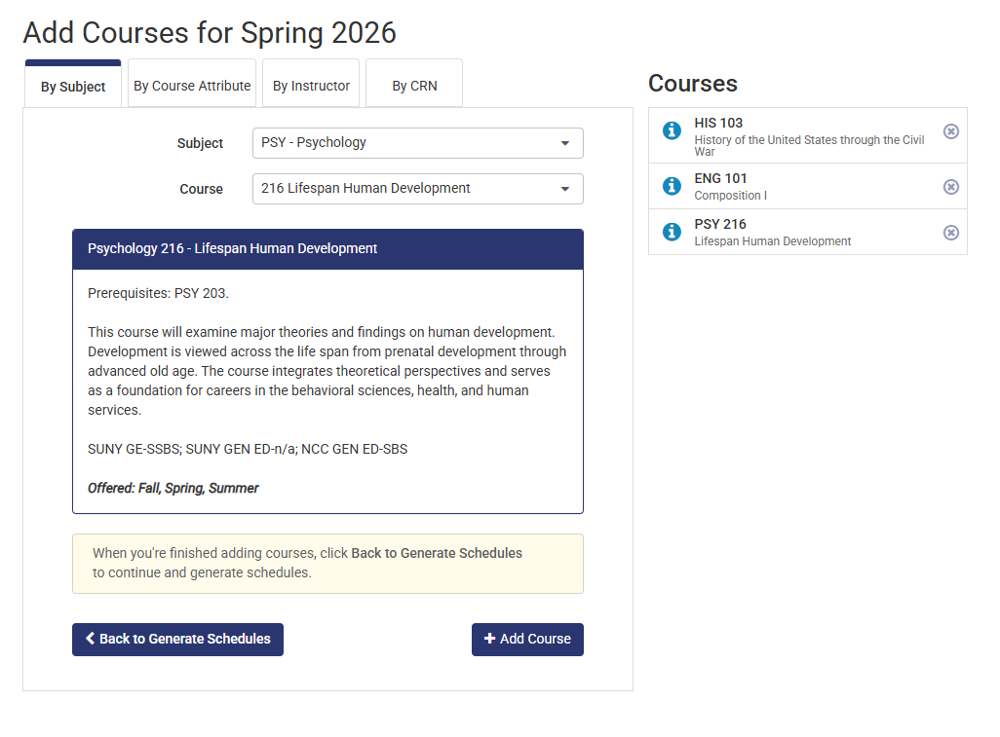 Add Courses for Spring 2026
By Subject
By Course Attribute
By Instructor
By CRN
Subject
PSY - Psychology
Course
216 Lifespan Human Development
Psychology 216 - Lifespan Human Development
Prerequisites: PSY 203.
This course will examine major theories and findings on human development.
Development is viewed across the life span from prenatal development through
advanced old age. The course integrates theoretical perspectives and serves
as a foundation for careers in the behavioral sciences, health, and human
services.
SUNY GE-SSBS; SUNY GEN ED-n/a; NCC GEN ED-SBS
Offered: Fall, Spring, Summer
When you're finished adding courses, click Back to Generate Schedules
to continue and generate schedules.
Back to Generate Schedules
Add Course
Courses
HIS 103
History of the United States through the Civil
War
ENG 101
Composition I
PSY 216
Lifespan Human Development